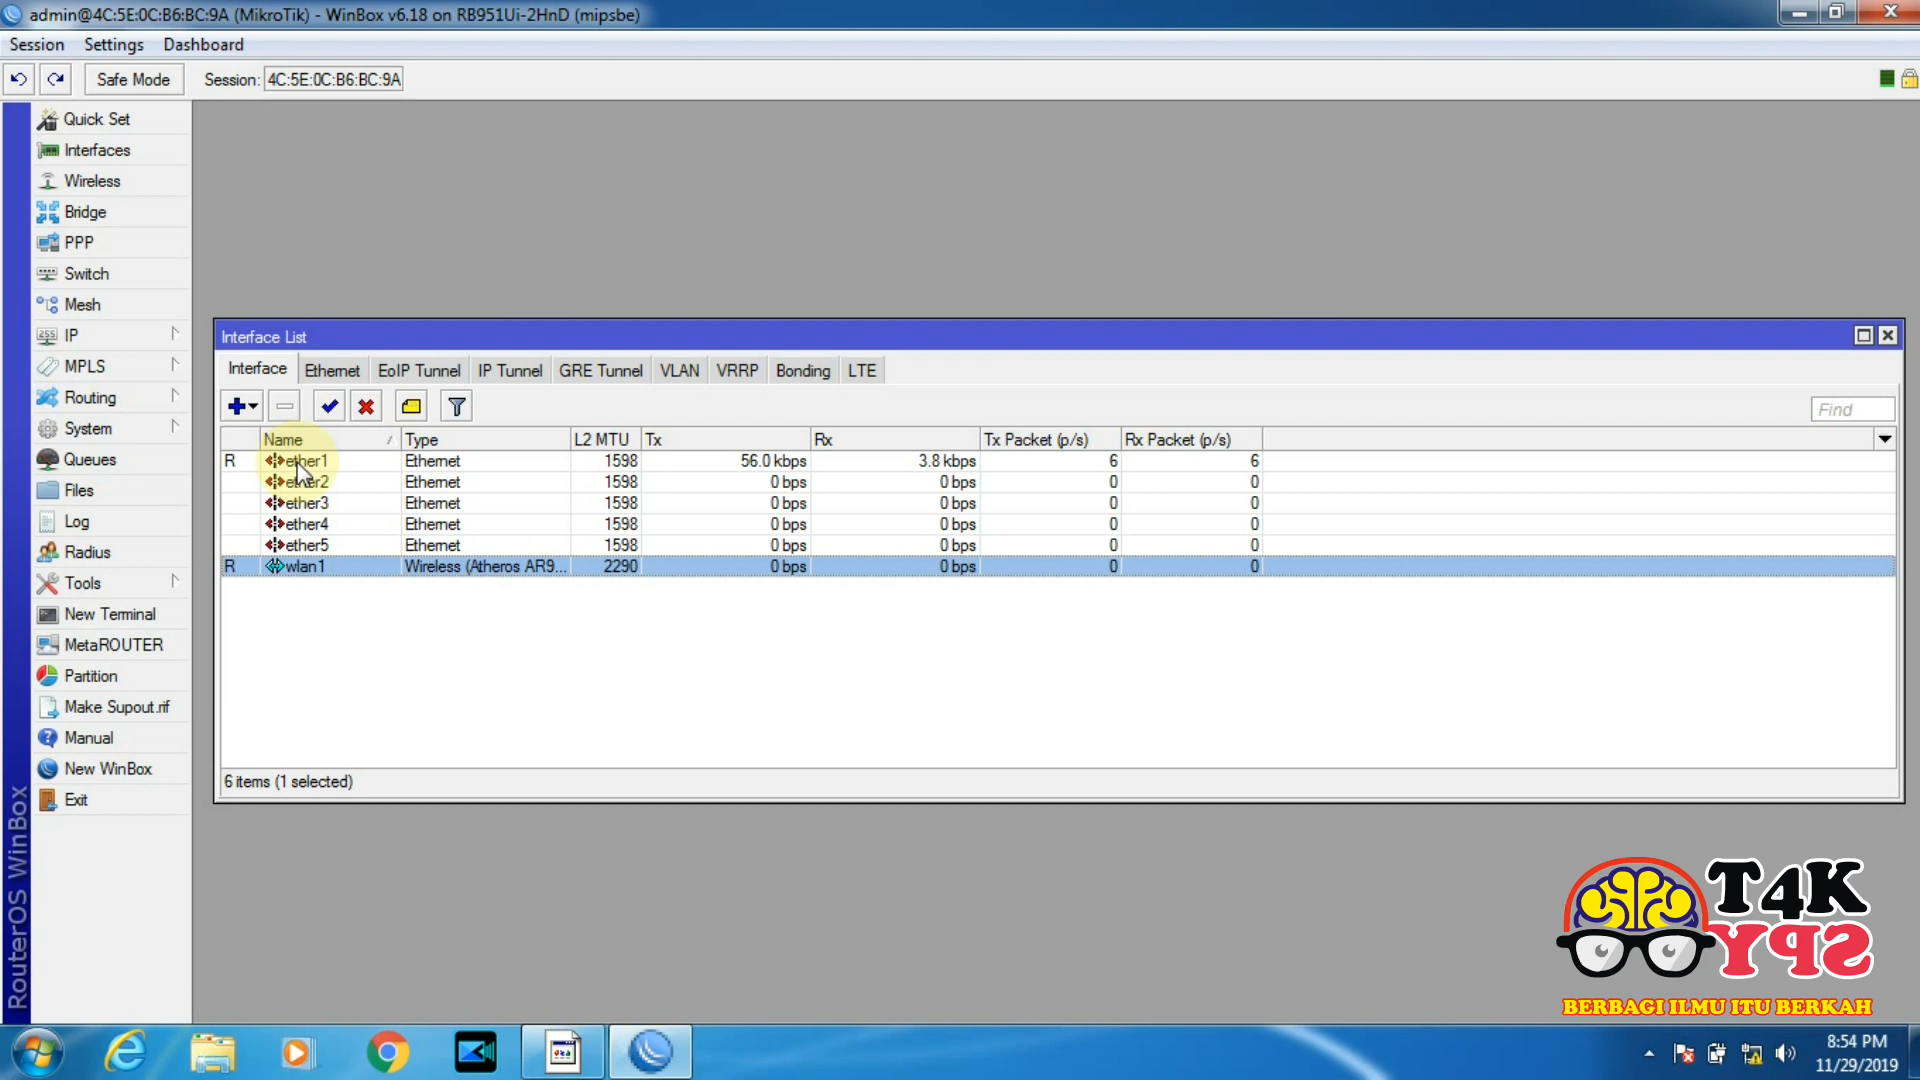 admin@4C:5E:0C:B6:BC:9A (MikroTik) - WinBox v6.18 on RB951Ui-2HnD (mipsbe)
Session Settings Dashboard
Safe Mode Session: 4C:5E:0C:B6:BC:9A
Quick Set
Interfaces
Wireless
Bridge
PPP
Switch
Mesh
IP
MPLS
Routing
System
Queues
Files
Log
Radius
Tools
New Terminal
MetaROUTER
Partition
Make Supout.rif
Manual
New WinBox
Exit
RouterOS WinBox
Interface List
Interface Ethernet EoIP Tunnel IP Tunnel GRE Tunnel VLAN VRRP Bonding LTE
Find
Name Type L2 MTU Tx Rx Tx Packet (p/s) Rx Packet (p/s)
R ether1 Ethernet 1598 56.0 kbps 3.8 kbps 6 6
ether2 Ethernet 1598 0 bps 0 bps 0 0
ether3 Ethernet 1598 0 bps 0 bps 0 0
ether4 Ethernet 1598 0 bps 0 bps 0 0
ether5 Ethernet 1598 0 bps 0 bps 0 0
R wlan1 Wireless (Atheros AR9... 2290 0 bps 0 bps 0 0
6 items (1 selected)
T4K
SPY
BERBAGI ILMU ITU BERKAH
8:54 PM
11/29/2019